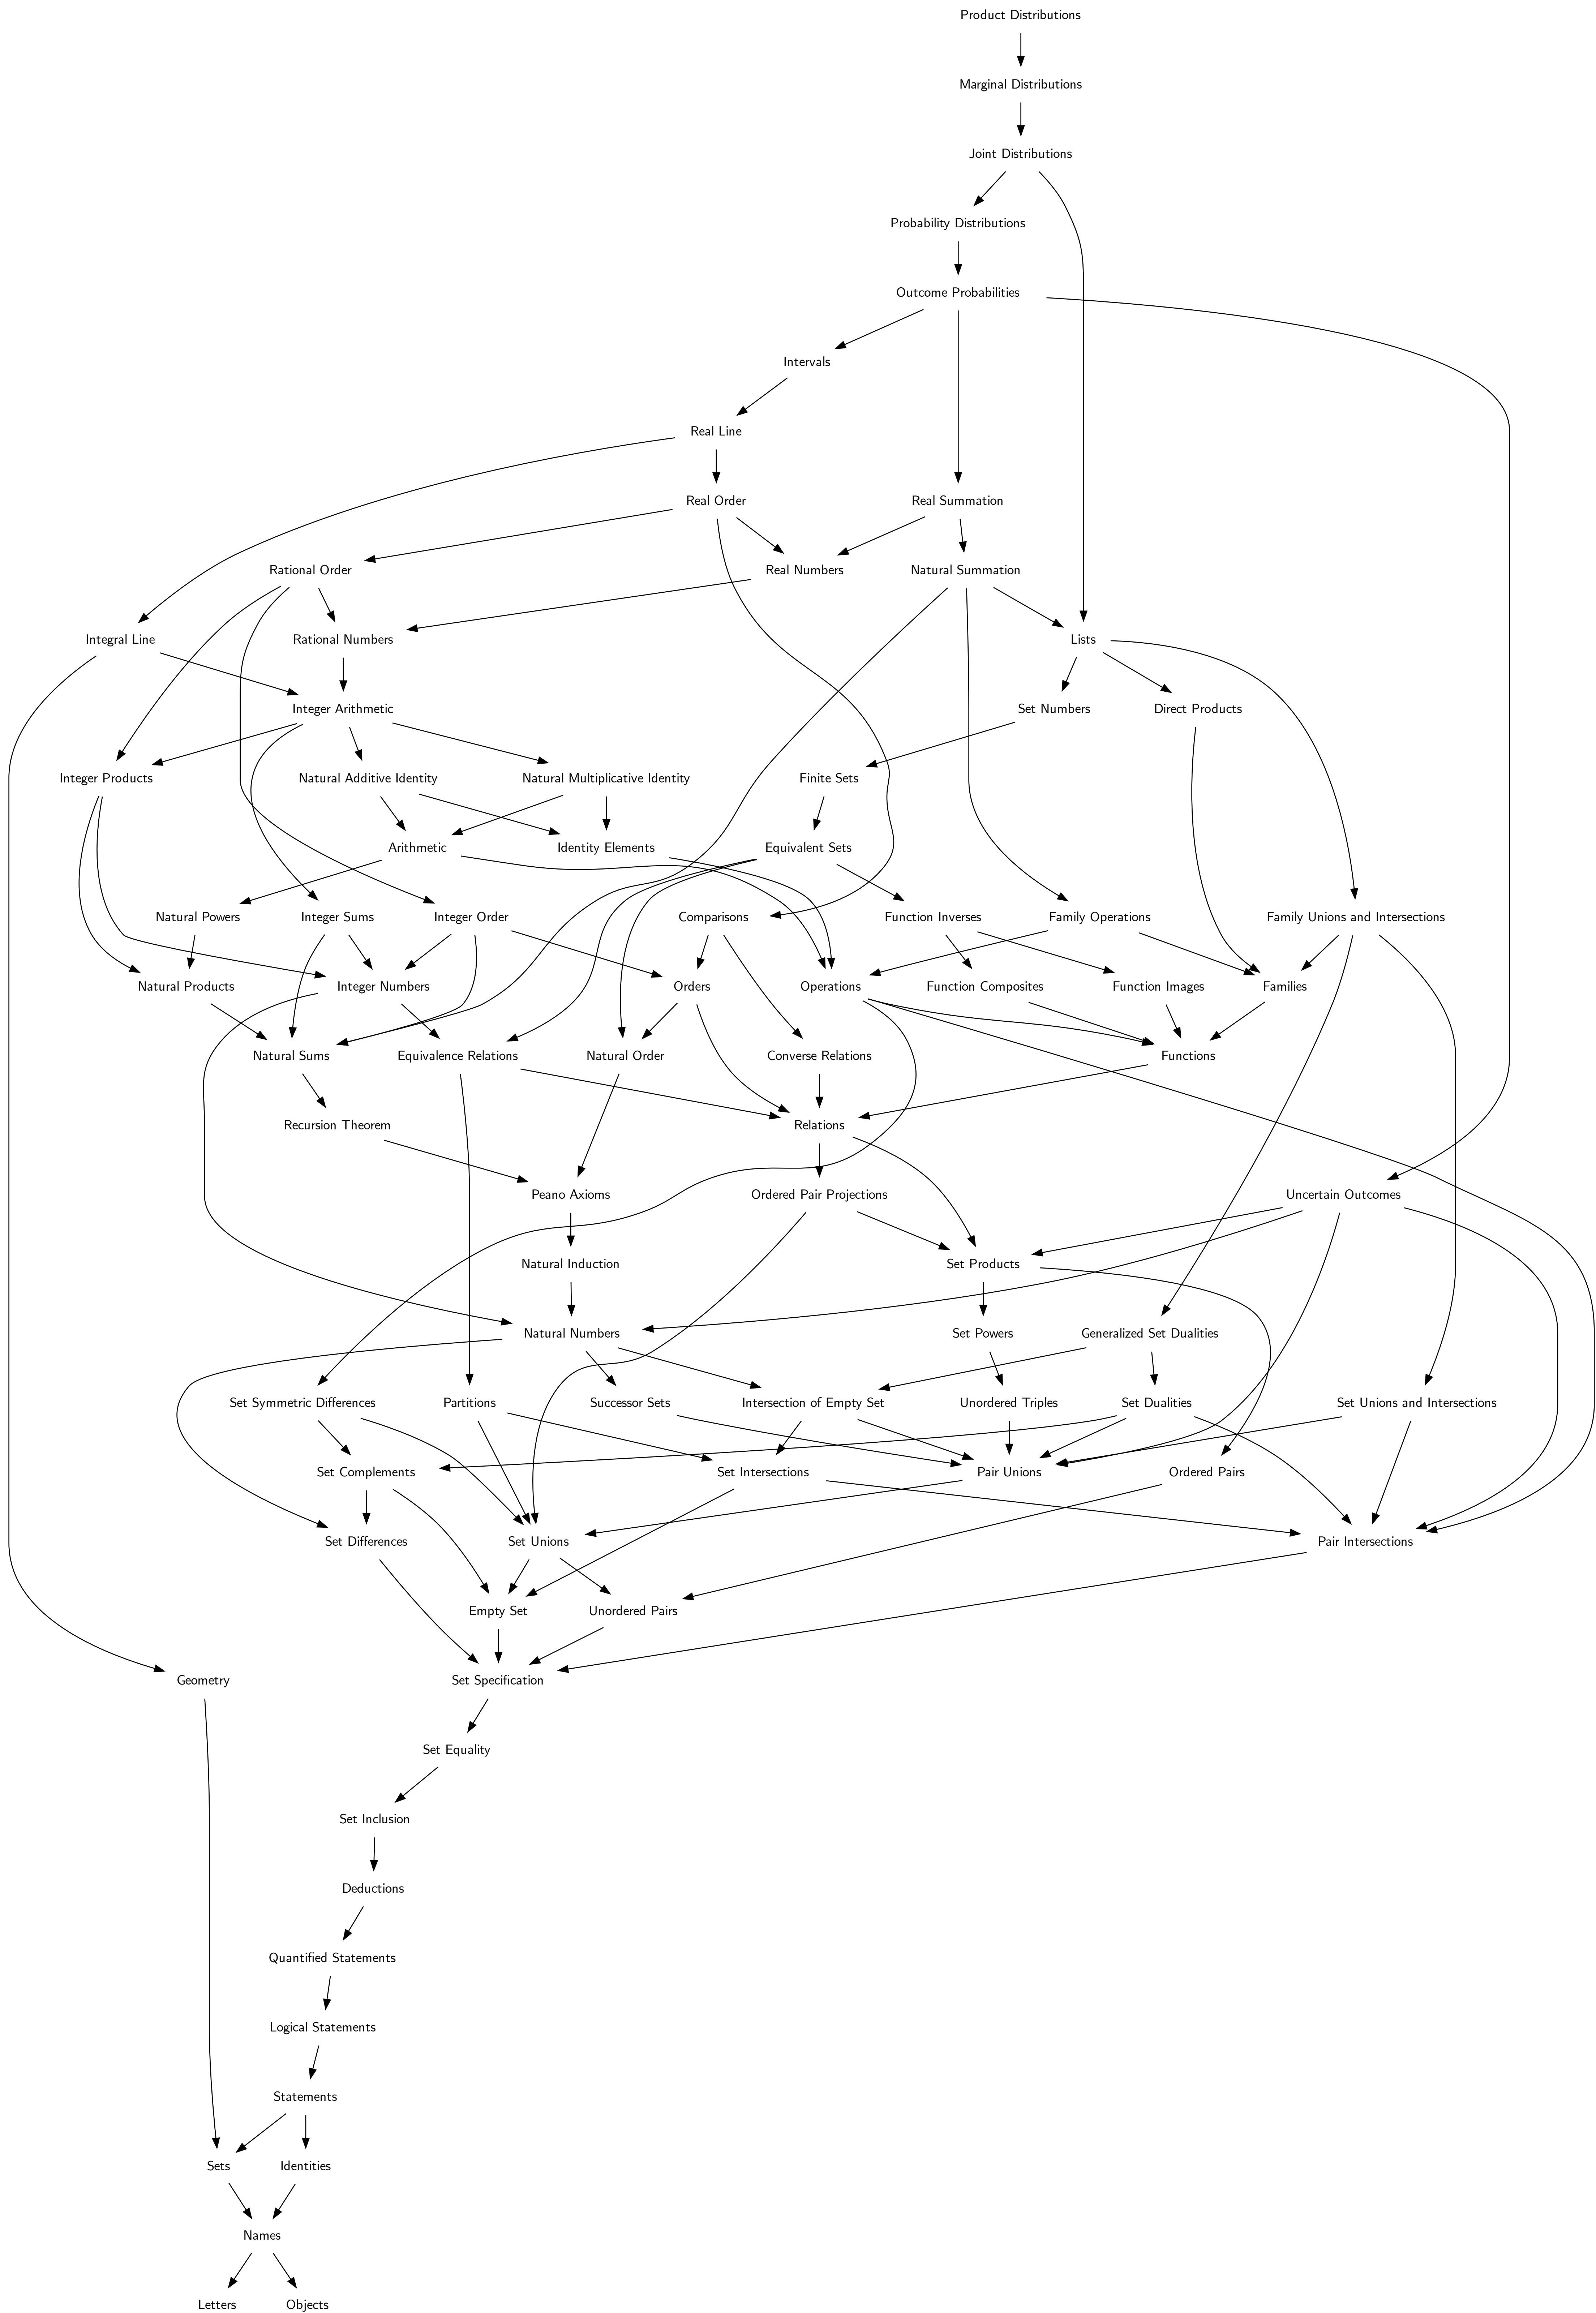 Product Distributions
Marginal Distributions
Joint Distributions
Probability Distributions
Outcome Probabilities
Intervals
Real Line
Real Order
Real Summation
Rational Order
Real Numbers
Natural Summation
Integral Line
Rational Numbers
Lists
Integer Arithmetic
Set Numbers
Direct Products
Integer Products
Natural Additive Identity
Natural Multiplicative Identity
Finite Sets
Arithmetic
Identity Elements
Equivalent Sets
Natural Powers
Integer Sums
Integer Order
Comparisons
Function Inverses
Family Operations
Family Unions and Intersections
Natural Products
Integer Numbers
Orders
Operations
Function Composites
Function Images
Families
Natural Sums
Equivalence Relations
Natural Order
Converse Relations
Functions
Recursion Theorem
Relations
Peano Axioms
Ordered Pair Projections
Uncertain Outcomes
Natural Induction
Set Products
Natural Numbers
Set Powers
Generalized Set Dualities
Set Symmetric Differences
Partitions
Successor Sets
Intersection of Empty Set
Unordered Triples
Set Dualities
Set Unions and Intersections
Set Complements
Set Intersections
Pair Unions
Ordered Pairs
Set Differences
Set Unions
Pair Intersections
Empty Set
Unordered Pairs
Geometry
Set Specification
Set Equality
Set Inclusion
Deductions
Quantified Statements
Logical Statements
Statements
Sets
Identities
Names
Letters
Objects